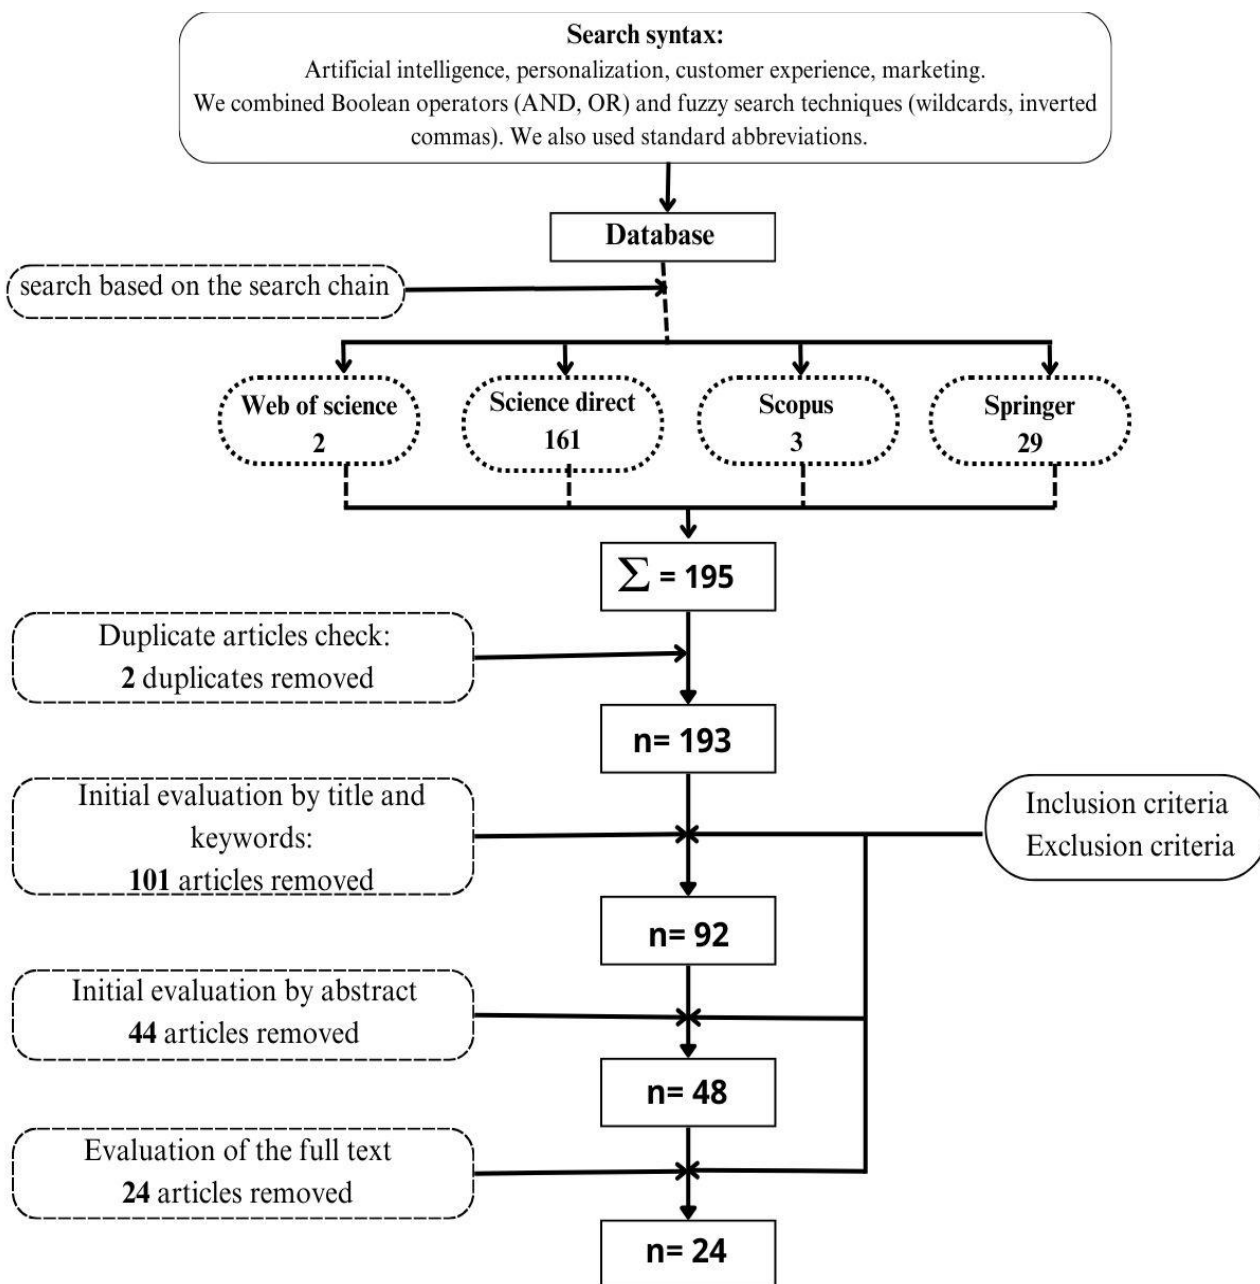 Search syntax:
Artificial intelligence, personalization, customer experience, marketing.
We combined Boolean operators (AND, OR) and fuzzy search techniques (wildcards, inverted
commas). We also used standard abbreviations.
Database
search based on the search chain
Web of science
2
Science direct
161
Scopus
3
Springer
29
Σ = 195
Duplicate articles check:
2 duplicates removed
n= 193
Initial evaluation by title and
keywords:
101 articles removed
Inclusion criteria
Exclusion criteria
n= 92
Initial evaluation by abstract
44 articles removed
n= 48
Evaluation of the full text
24 articles removed
n= 24